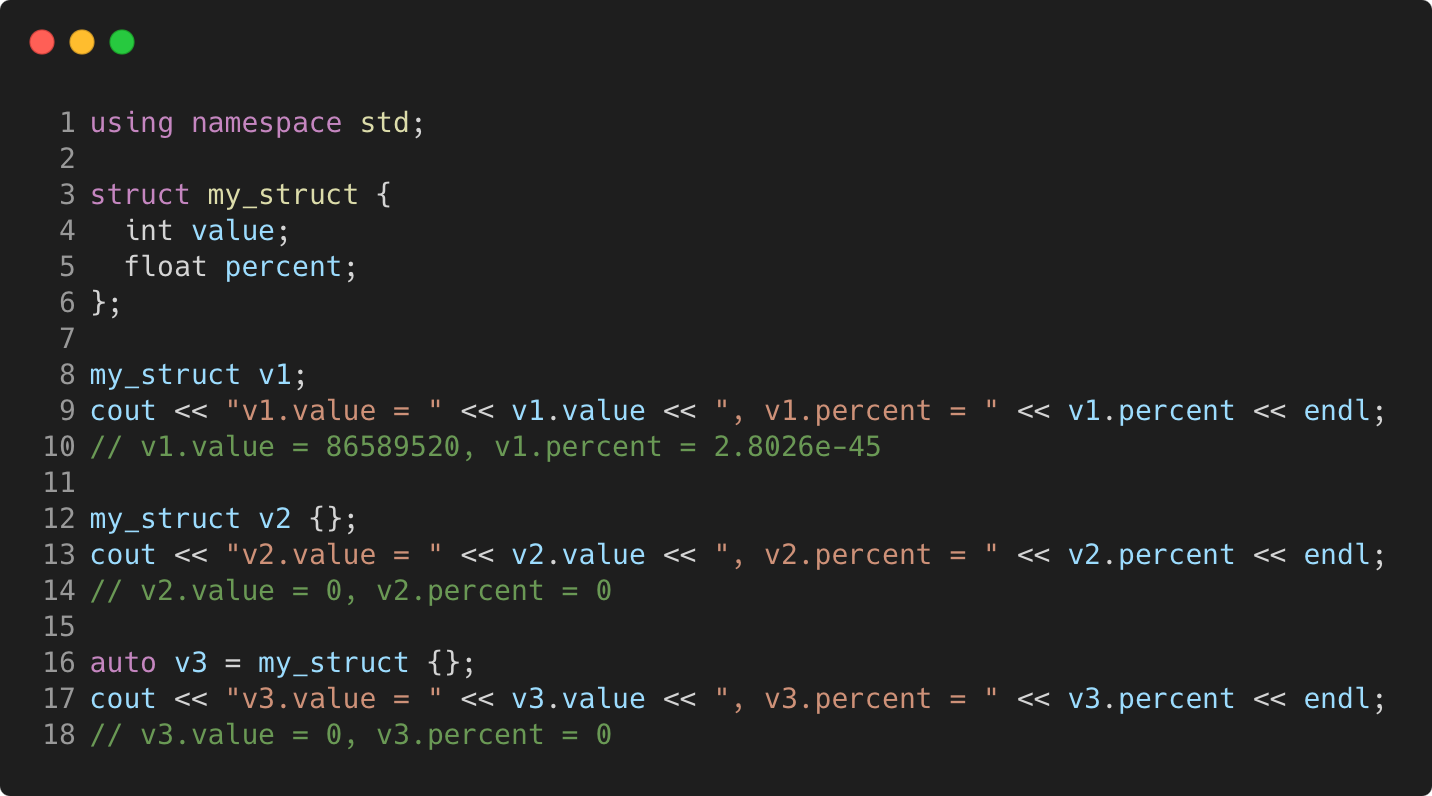 1 using namespace std;
2
3 struct my_struct {
4   int value;
5   float percent;
6 };
7
8 my_struct v1;
9 cout << "v1.value = " << v1.value << ", v1.percent = " << v1.percent << endl;
10 // v1.value = 86589520, v1.percent = 2.8026e-45
11
12 my_struct v2 {};
13 cout << "v2.value = " << v2.value << ", v2.percent = " << v2.percent << endl;
14 // v2.value = 0, v2.percent = 0
15
16 auto v3 = my_struct {};
17 cout << "v3.value = " << v3.value << ", v3.percent = " << v3.percent << endl;
18 // v3.value = 0, v3.percent = 0